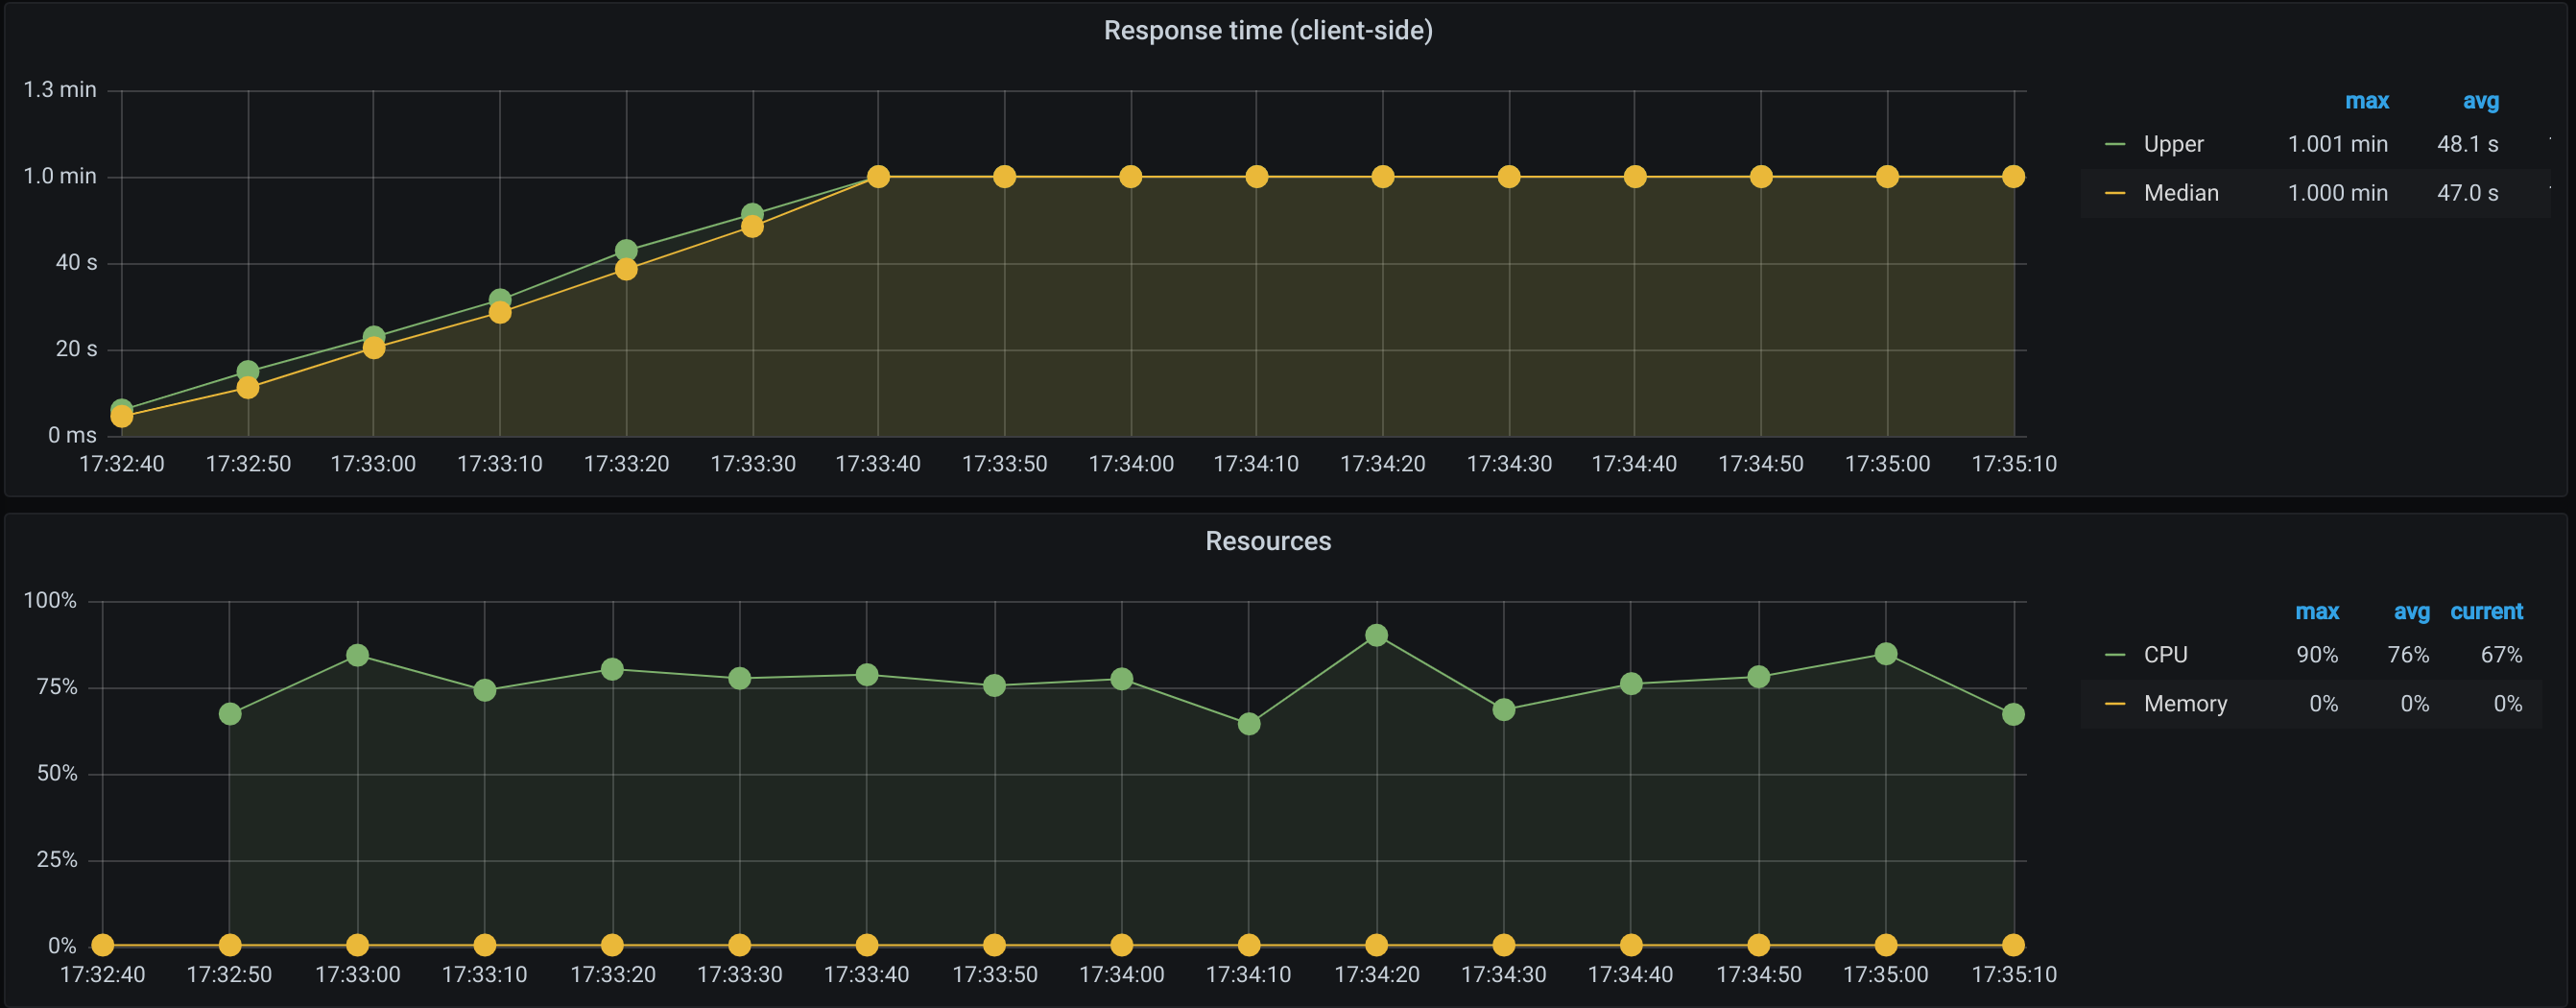 Response time (client-side)
1.3 min
1.0 min
40 s
20 s
0 ms
17:32:40 17:32:50 17:33:00 17:33:10 17:33:20 17:33:30 17:33:40 17:33:50 17:34:00 17:34:10 17:34:20 17:34:30 17:34:40 17:34:50 17:35:00 17:35:10
max avg
Upper 1.001 min 48.1 s
Median 1.000 min 47.0 s
Resources
100%
75%
50%
25%
0%
17:32:40 17:32:50 17:33:00 17:33:10 17:33:20 17:33:30 17:33:40 17:33:50 17:34:00 17:34:10 17:34:20 17:34:30 17:34:40 17:34:50 17:35:00 17:35:10
max avg current
CPU 90% 76% 67%
Memory 0% 0% 0%